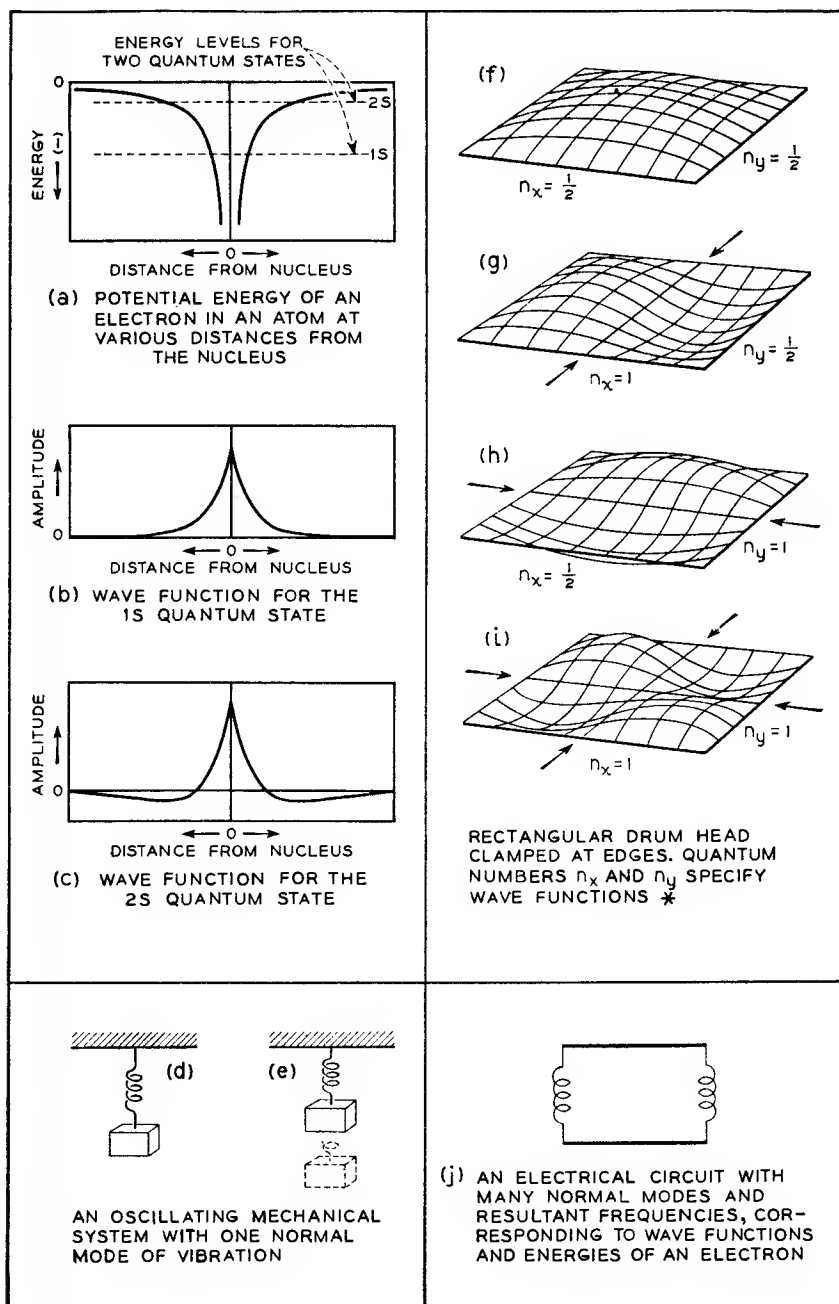 ENERGY LEVELS FOR
TWO QUANTUM STATES
0
2S
1S
ENERGY (-)
0
DISTANCE FROM NUCLEUS
(a) POTENTIAL ENERGY OF AN
ELECTRON IN AN ATOM AT
VARIOUS DISTANCES FROM
THE NUCLEUS
AMPLITUDE
0
0
DISTANCE FROM NUCLEUS
(b) WAVE FUNCTION FOR THE
1S QUANTUM STATE
AMPLITUDE
0
0
DISTANCE FROM NUCLEUS
(c) WAVE FUNCTION FOR THE
2S QUANTUM STATE
(f)
nx = 1/2
ny = 1/2
(g)
nx = 1
ny = 1/2
(h)
nx = 1/2
ny = 1
(i)
nx = 1
ny = 1
RECTANGULAR DRUM HEAD
CLAMPED AT EDGES. QUANTUM
NUMBERS nx AND ny SPECIFY
WAVE FUNCTIONS *
(d)
(e)
AN OSCILLATING MECHANICAL
SYSTEM WITH ONE NORMAL
MODE OF VIBRATION
(j) AN ELECTRICAL CIRCUIT WITH
MANY NORMAL MODES AND
RESULTANT FREQUENCIES, COR-
RESPONDING TO WAVE FUNCTIONS
AND ENERGIES OF AN ELECTRON